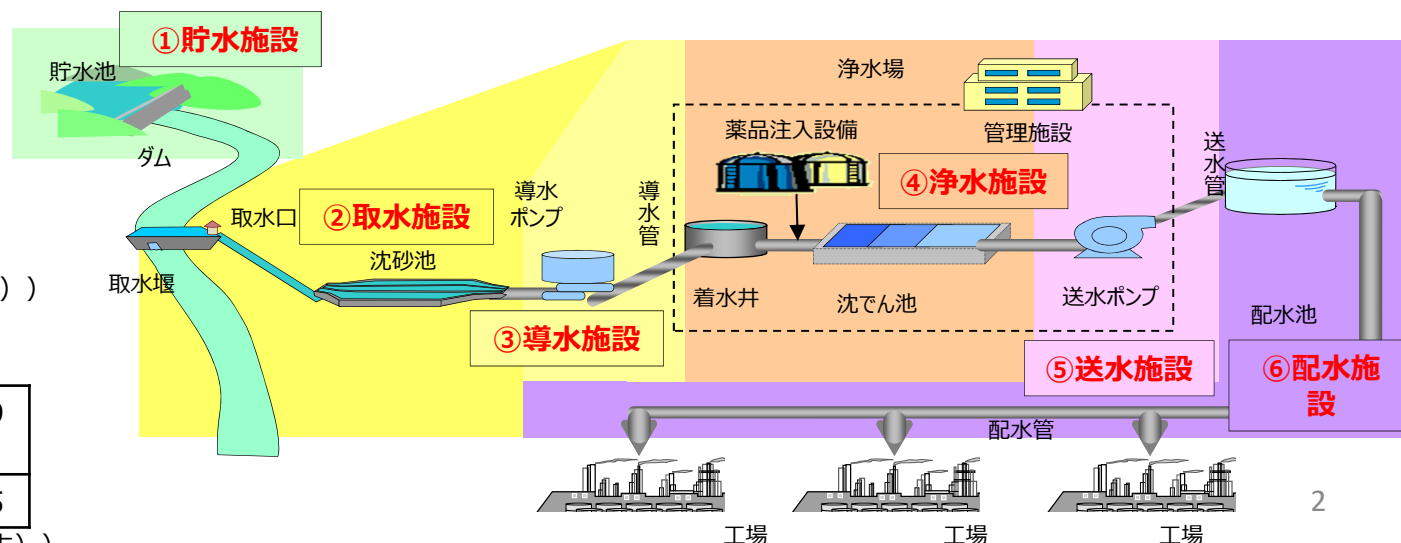 ①貯水施設
貯水池
ダム
取水口
取水堰
②取水施設
沈砂池
導水
ポンプ
③導水施設
導水管
浄水場
薬品注入設備
管理施設
④浄水施設
着水井
沈でん池
送水ポンプ
⑤送水施設
送水管
配水池
⑥配水施
設
配水管
工場
工場
工場
2
））
5
））